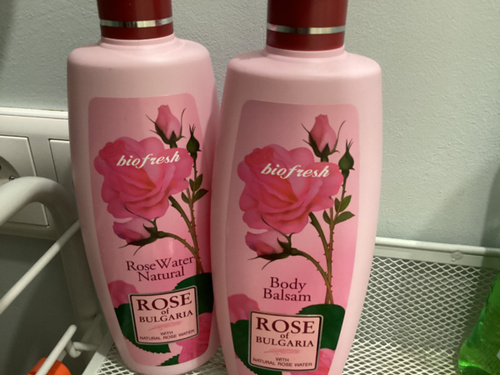 biofresh
Rose Water
Natural
ROSE
of
BULGARIA
WITH
NATURAL ROSE WATER
biofresh
Body
Balsam
ROSE
of
BULGARIA
WITH
NATURAL ROSE WATER